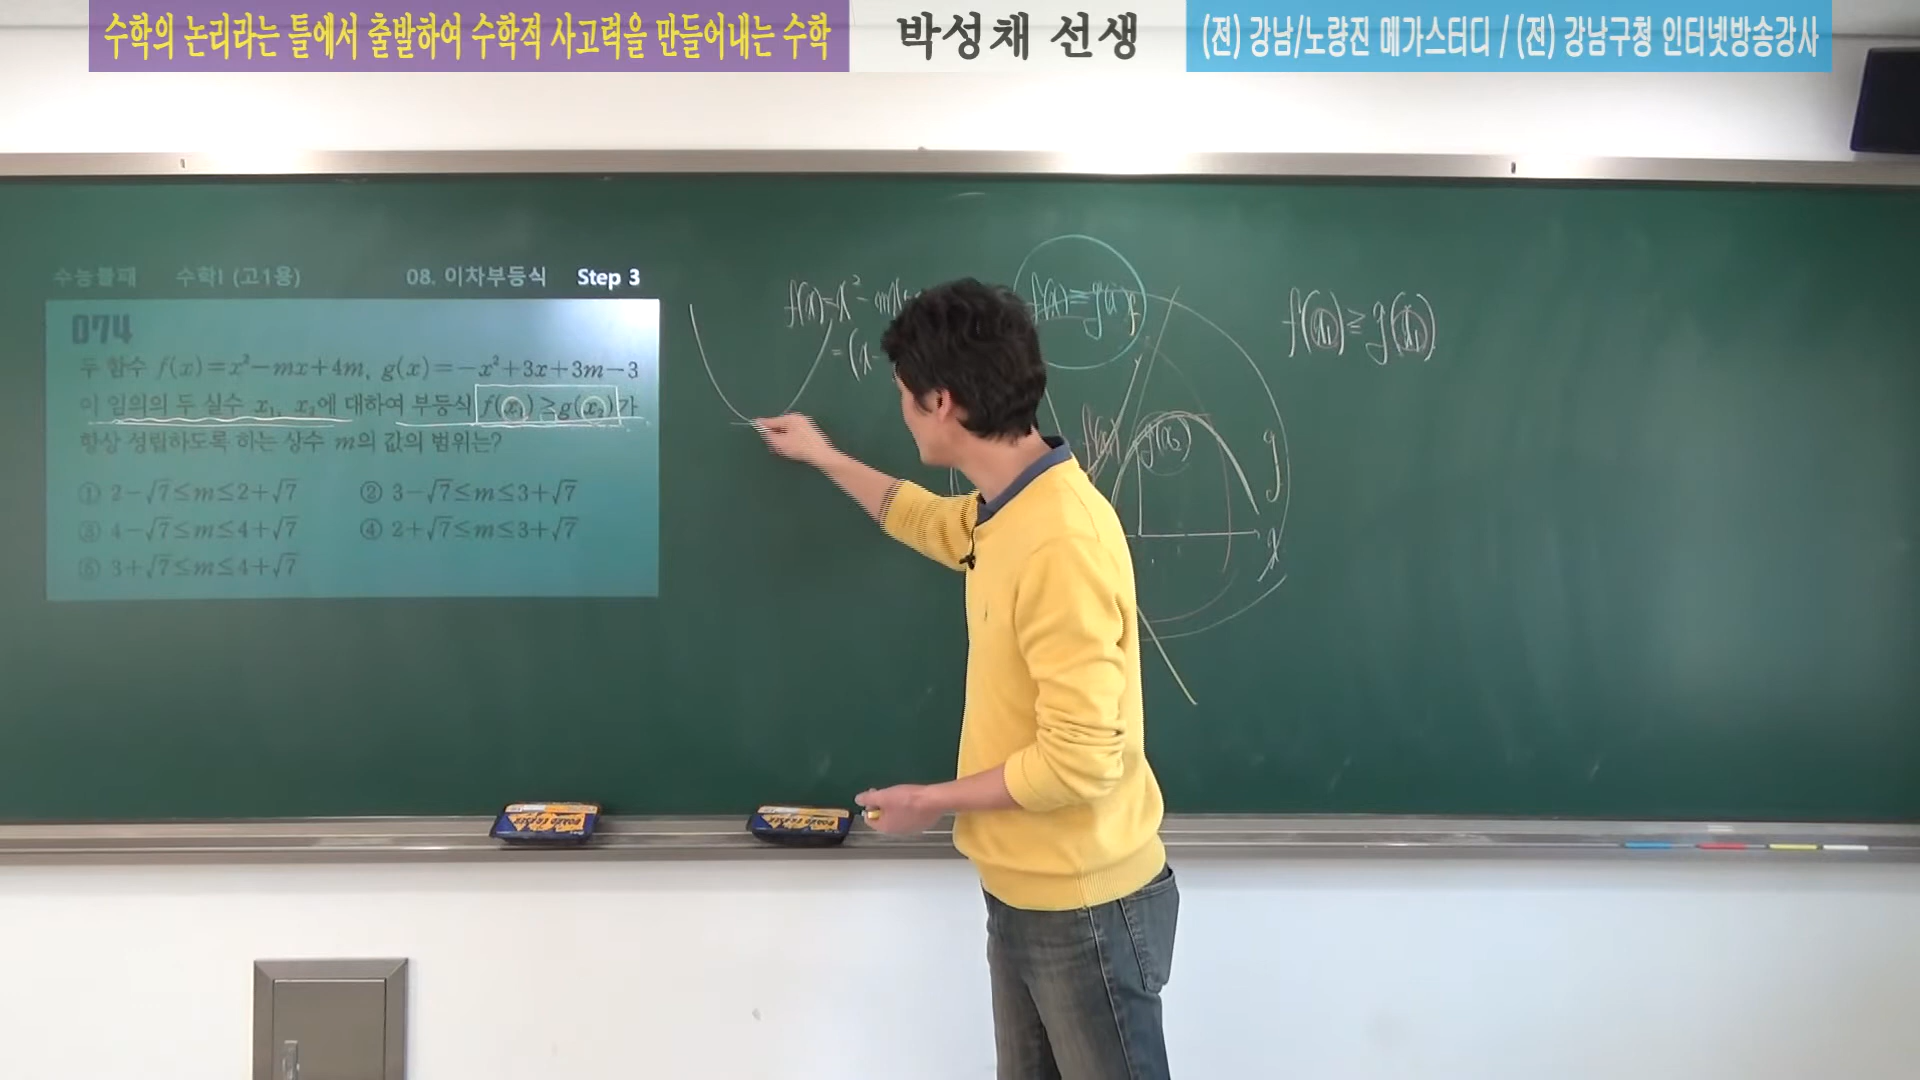 수학의 논리라는 틀에서 출발하여 수학적 사고력을 만들어내는 수학
박성채 선생
(전) 강남/노량진 메가스터디 / (전) 강남구청 인터넷방송강사
수능불패 수학I (고1용) 08. 이차부등식 Step 3
074
두 함수 f(x)=x²-mx+4m, g(x)=-x²+3x+3m-3
이 임의의 두 실수 x₁, x₂에 대하여 부등식 f(x₁)≥g(x₂)가
항상 성립하도록 하는 상수 m의 값의 범위는?
① 2-√7≤m≤2+√7 ② 3-√7≤m≤3+√7
③ 4-√7≤m≤4+√7 ④ 2+√7≤m≤3+√7
⑤ 3+√7≤m≤4+√7
f(x)=x²-m
=(x-
f(x)≥g(x)
f(x₁)≥g(x₁)
g(x₂)
g
x
BOARD ERASER
BOARD ERASER